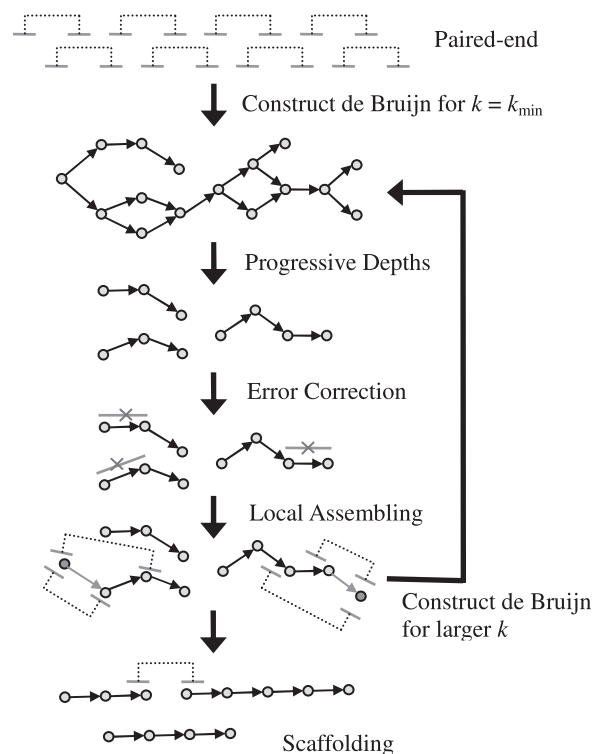 Paired-end
Construct de Bruijn for k = kmin
Progressive Depths
Error Correction
Local Assembling
Construct de Bruijn
for larger k
Scaffolding